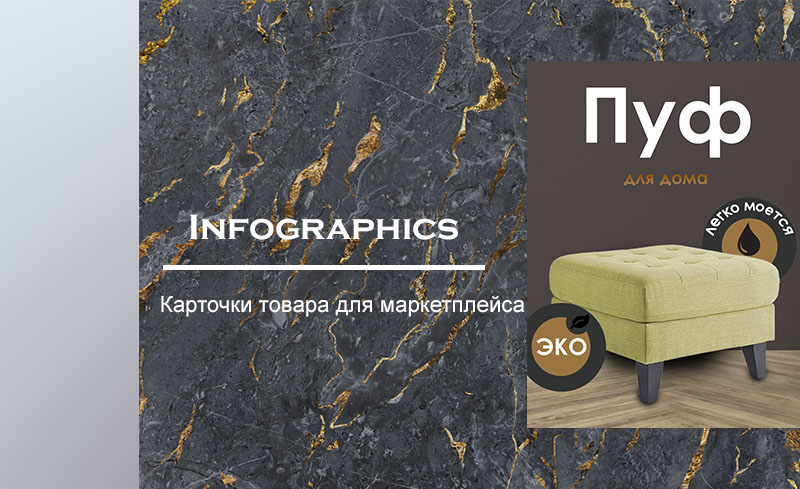 Infographics
Карточки товара для маркетплейса
Пуф
для дома
легко моется
ЭКО